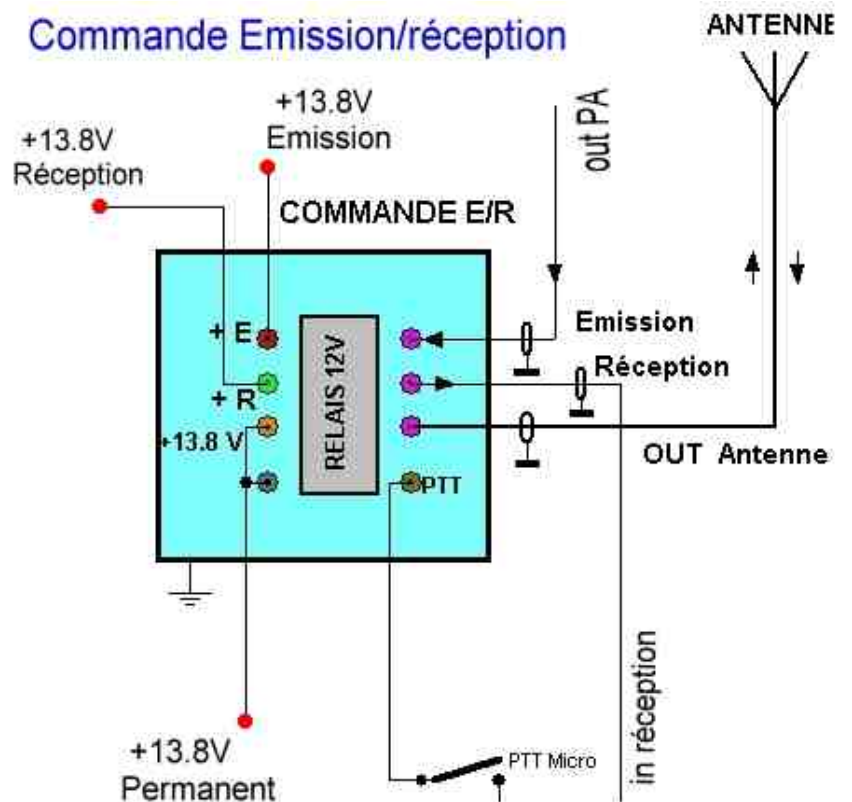 Commande Emission/réception
ANTENNE
+13.8V
Emission
+13.8V
Réception
out PA
COMMANDE E/R
+ E
+ R
+13.8 V
RELAIS 12V
PTT
Emission
Réception
OUT Antenne
in réception
PTT Micro
+13.8V
Permanent